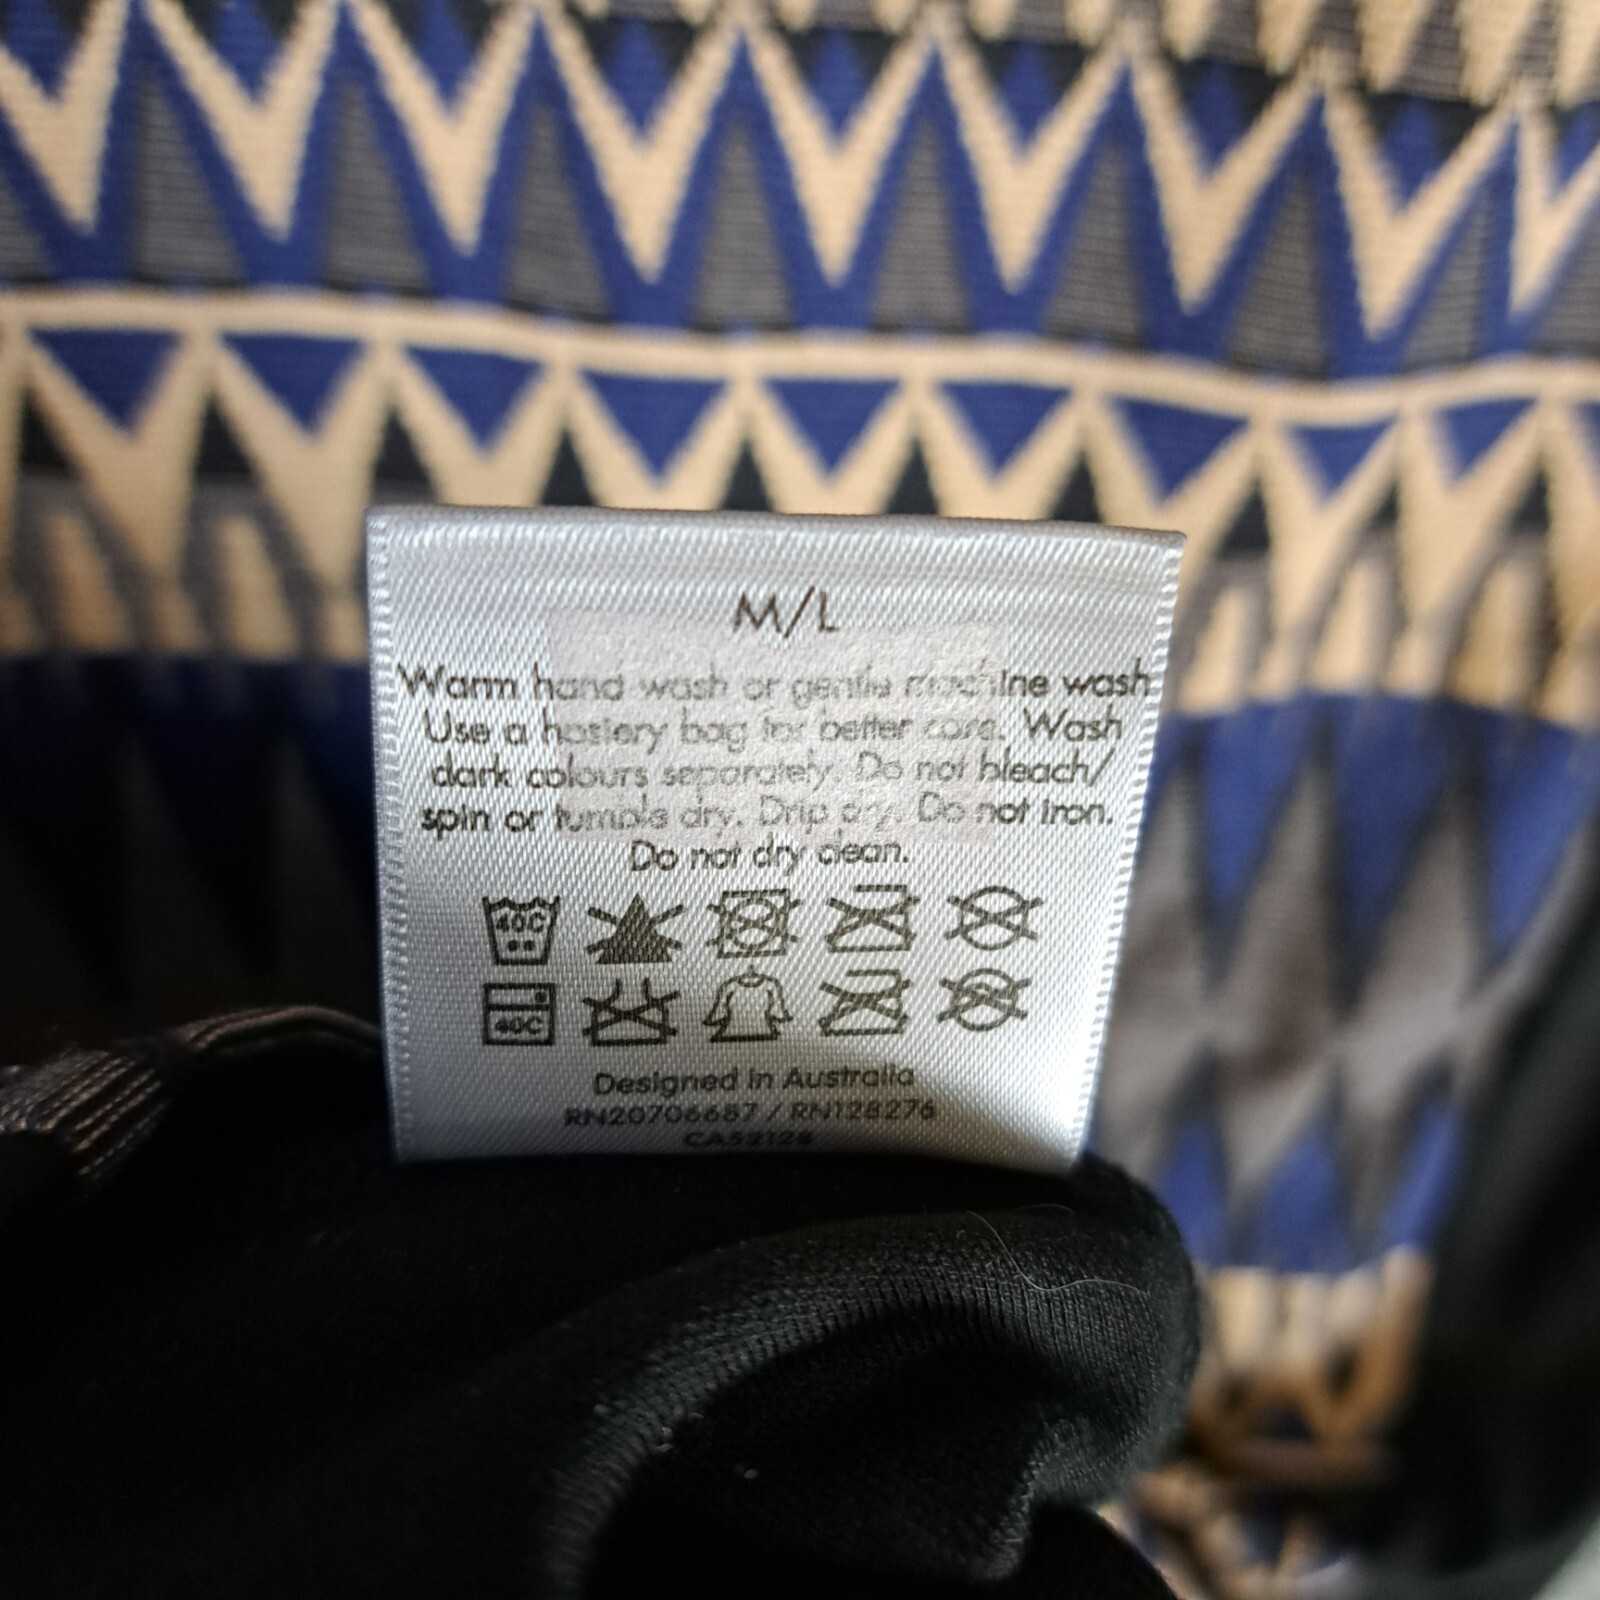 M/L
Warm hand wash or gentle machine wash
Use a hosiery bag for better care. Wash
dark colours separately. Do not bleach/
spin or tumble dry. Drip dry. Do not iron.
Do not dry clean.
40C
40C
Designed in Australia
RN20706687 / RN128276
CA52128